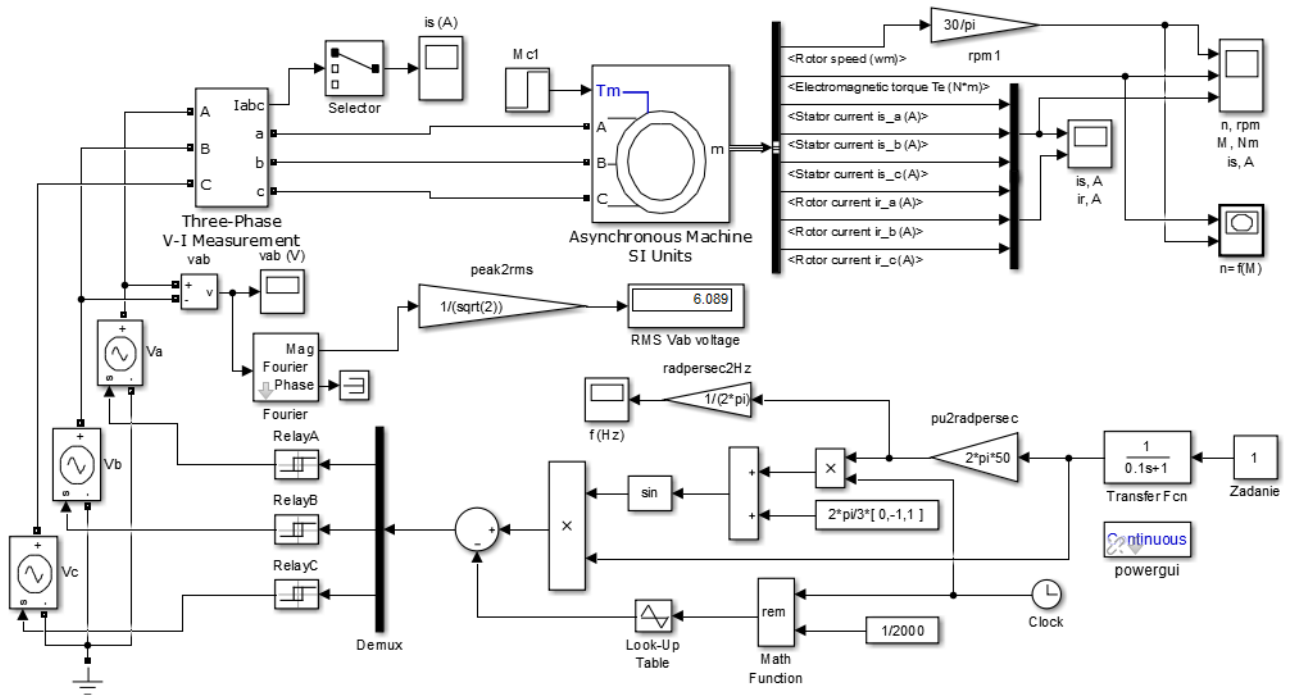 is (A)
Selector
Mc1
30/pi
rpm1
<Rotor speed (wm)>
<Electromagnetic torque Te (N*m)>
<Stator current is_a (A)>
<Stator current is_b (A)>
<Stator current is_c (A)>
<Rotor current ir_a (A)>
<Rotor current ir_b (A)>
<Rotor current ir_c (A)>
n, rpm
M , Nm
is, A
is, A
ir, A
n=f(M)
Iabc
A
B
C
a
b
c
Three-Phase
V-I Measurement
Tm
A
B
C
m
Asynchronous Machine
SI Units
vab
+
-
v
vab (V)
peak2rms
1/(sqrt(2))
6.089
RMS Vab voltage
Mag
Fourier
Phase
Fourier
+
s
-
Va
+
s
-
Vb
+
s
-
Vc
RelayA
RelayB
RelayC
Demux
radpersec2Hz
1/(2*pi)
f (Hz)
pu2radpersec
2*pi*50
1
0.1s+1
Transfer Fcn
1
Zadanie
sin
+
+
×
×
2*pi/3*[ 0,-1,1 ]
+
−
Continuous
powergui
Look-Up
Table
rem
Math
Function
1/2000
Clock